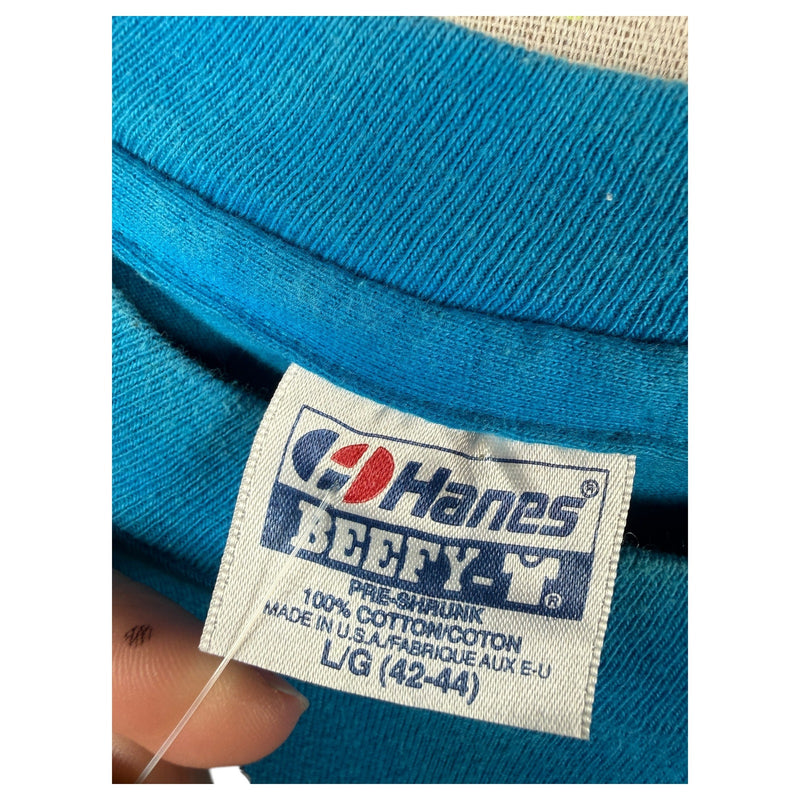 Hanes®
BEEFY-T®
PRE-SHRUNK
100% COTTON/COTON
MADE IN U.S.A./FABRIQUE AUX E-U
L/G (42-44)